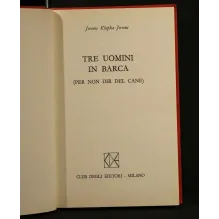 Jerome Klapka Jerome
TRE UOMINI
IN BARCA
(PER NON DIR DEL CANE)
CLUB DEGLI EDITORI - MILANO